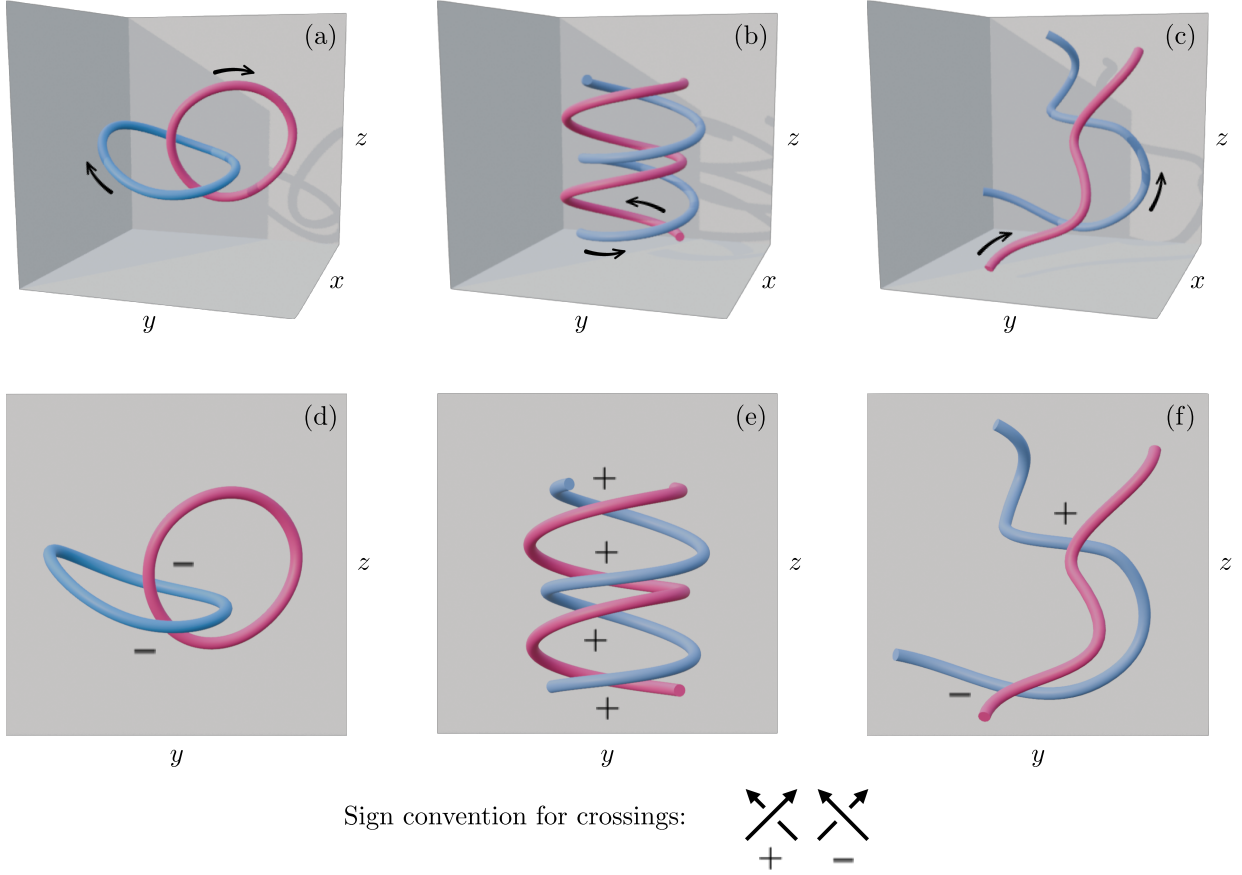 (a) (b) (c)
z z z
x x x
y y y
(d) (e) (f)
− + +
+
z z z
− +
+ −
y y y
Sign convention for crossings:
+ −